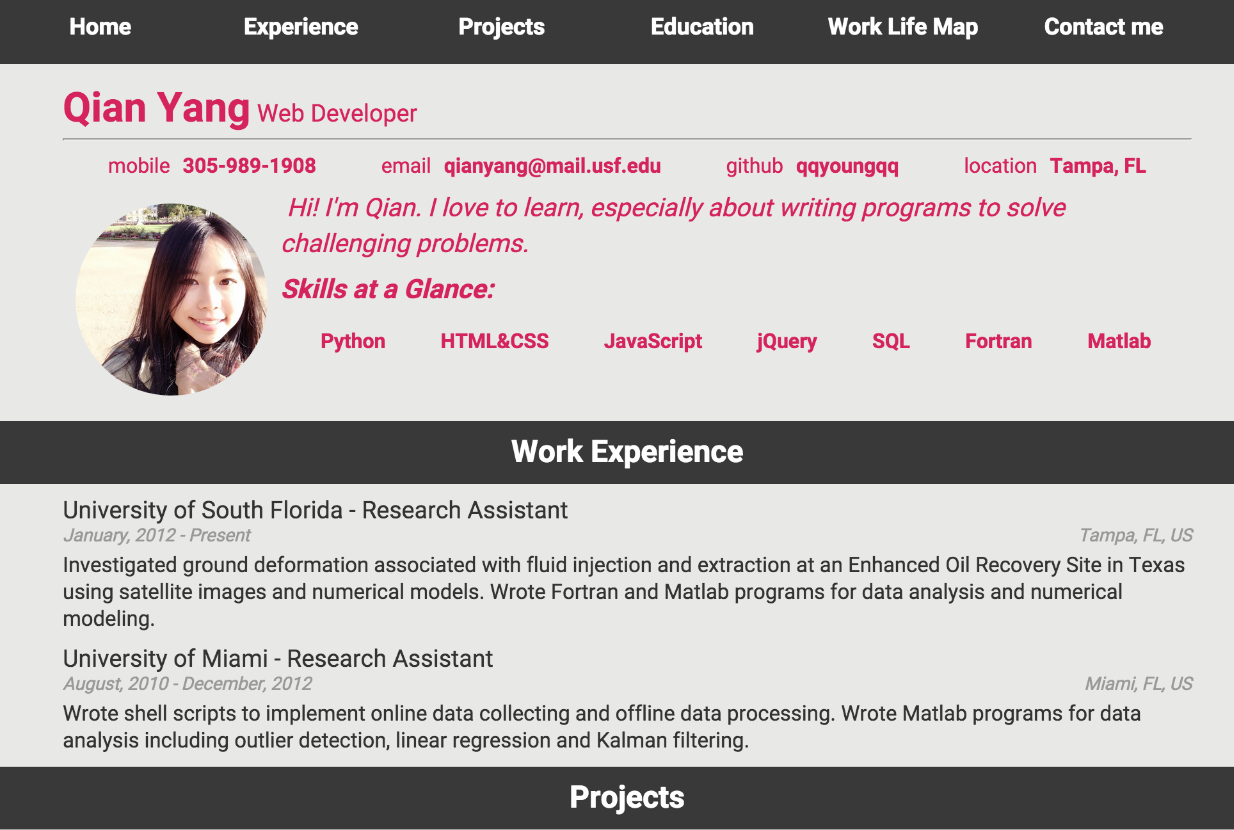 Home Experience Projects Education Work Life Map Contact me
Qian Yang Web Developer
mobile 305-989-1908 email qianyang@mail.usf.edu github qqyoungqq location Tampa, FL
Hi! I'm Qian. I love to learn, especially about writing programs to solve
challenging problems.
Skills at a Glance:
Python HTML&CSS JavaScript jQuery SQL Fortran Matlab
Work Experience
University of South Florida - Research Assistant
January, 2012 - Present Tampa, FL, US
Investigated ground deformation associated with fluid injection and extraction at an Enhanced Oil Recovery Site in Texas
using satellite images and numerical models. Wrote Fortran and Matlab programs for data analysis and numerical
modeling.
University of Miami - Research Assistant
August, 2010 - December, 2012 Miami, FL, US
Wrote shell scripts to implement online data collecting and offline data processing. Wrote Matlab programs for data
analysis including outlier detection, linear regression and Kalman filtering.
Projects